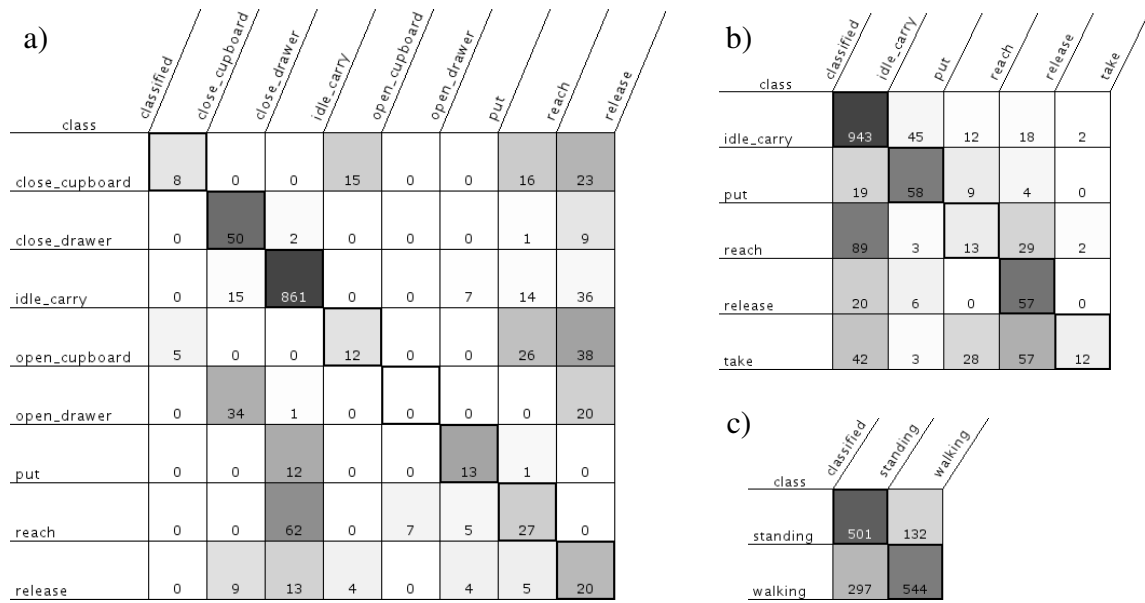 a)
classified close_cupboard close_drawer idle_carry open_cupboard open_drawer put reach release
class
close_cupboard 8 0 0 15 0 0 16 23
close_drawer 0 50 2 0 0 0 1 9
idle_carry 0 15 861 0 0 7 14 36
open_cupboard 5 0 0 12 0 0 26 38
open_drawer 0 34 1 0 0 0 0 20
put 0 0 12 0 0 13 1 0
reach 0 0 62 0 7 5 27 0
release 0 9 13 4 0 4 5 20
b)
classified idle_carry put reach release take
class
idle_carry 943 45 12 18 2
put 19 58 9 4 0
reach 89 3 13 29 2
release 20 6 0 57 0
take 42 3 28 57 12
c)
classified standing walking
class
standing 501 132
walking 297 544